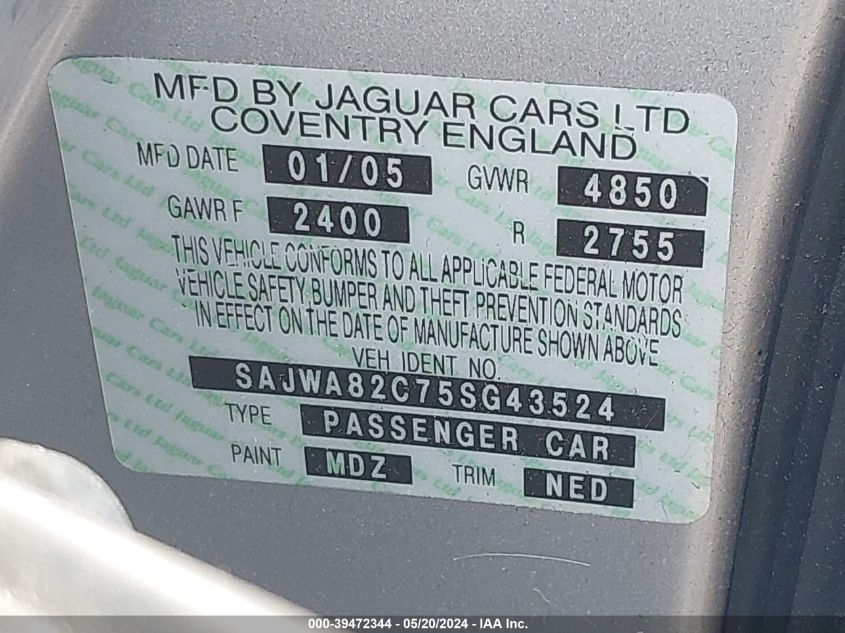 MFD BY JAGUAR CARS LTD
COVENTRY ENGLAND
MFD DATE 01/05 GVWR 4850
GAWR F 2400 R 2755
THIS VEHICLE CONFORMS TO ALL APPLICABLE FEDERAL MOTOR
VEHICLE SAFETY, BUMPER AND THEFT PREVENTION STANDARDS
IN EFFECT ON THE DATE OF MANUFACTURE SHOWN ABOVE
VEH IDENT NO.
SAJWA82C75SG43524
TYPE PASSENGER CAR
PAINT MDZ TRIM NED
000-39472344 - 05/20/2024 - IAA Inc.